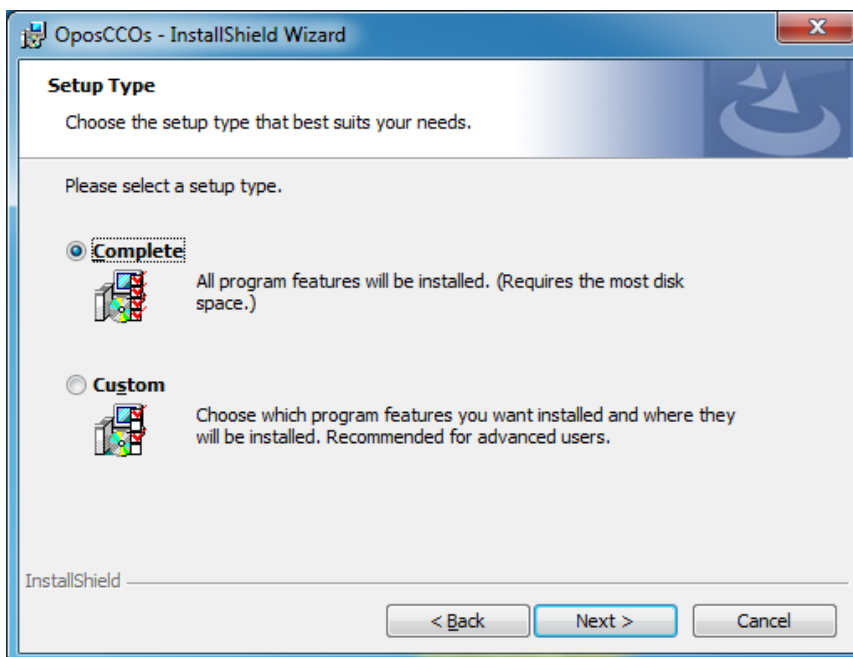 OposCCOs - InstallShield Wizard
Setup Type
Choose the setup type that best suits your needs.
Please select a setup type.
Complete
All program features will be installed. (Requires the most disk
space.)
Custom
Choose which program features you want installed and where they
will be installed. Recommended for advanced users.
InstallShield
< Back
Next >
Cancel